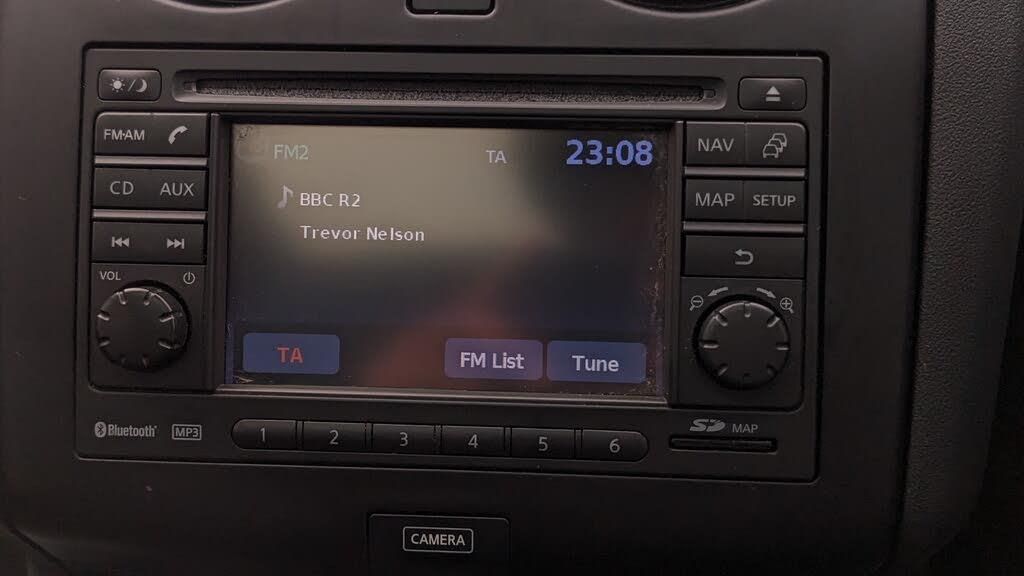 FM·AM
CD AUX
VOL
FM2 TA 23:08
BBC R2
Trevor Nelson
TA FM List Tune
NAV
MAP SETUP
Bluetooth MP3
1 2 3 4 5 6
SD MAP
CAMERA